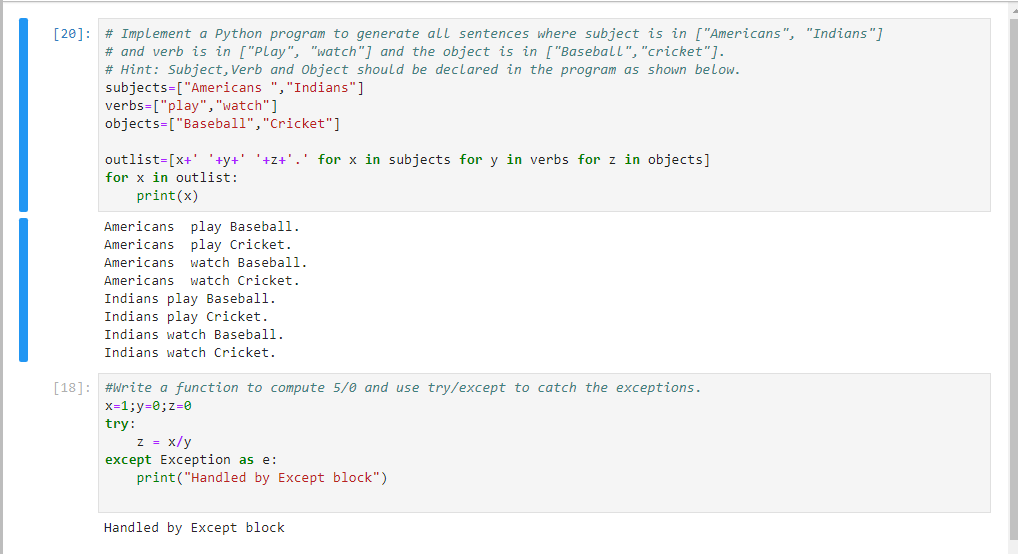 [20]: # Implement a Python program to generate all sentences where subject is in ["Americans", "Indians"]
# and verb is in ["Play", "watch"] and the object is in ["Baseball","cricket"].
# Hint: Subject,Verb and Object should be declared in the program as shown below.
subjects=["Americans ","Indians"]
verbs=["play","watch"]
objects=["Baseball","Cricket"]
outlist=[x+' '+y+' '+z+'.' for x in subjects for y in verbs for z in objects]
for x in outlist:
    print(x)
Americans  play Baseball.
Americans  play Cricket.
Americans  watch Baseball.
Americans  watch Cricket.
Indians play Baseball.
Indians play Cricket.
Indians watch Baseball.
Indians watch Cricket.
[18]: #Write a function to compute 5/0 and use try/except to catch the exceptions.
x=1;y=0;z=0
try:
    z = x/y
except Exception as e:
    print("Handled by Except block")
Handled by Except block